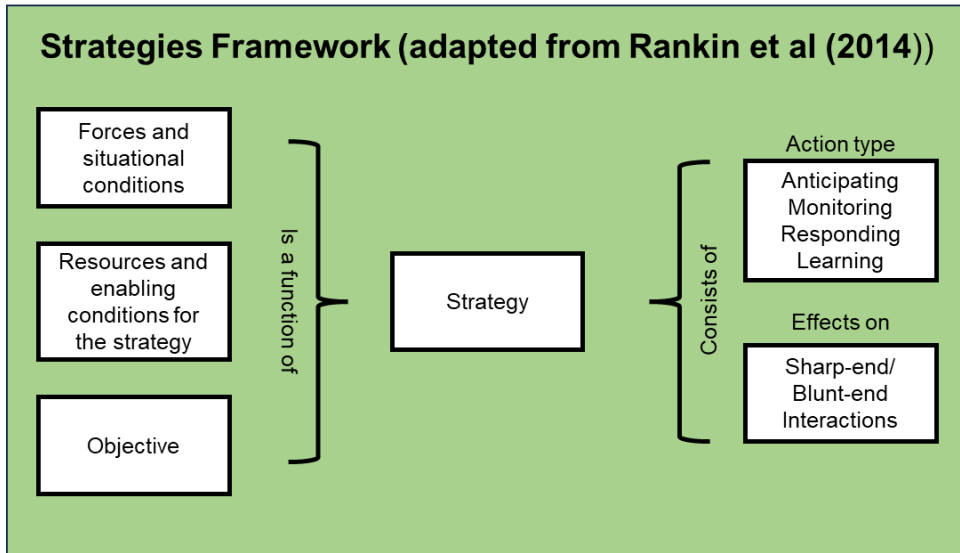 Strategies Framework (adapted from Rankin et al (2014))
Forces and
situational
conditions
Resources and
enabling
conditions for
the strategy
Objective
Is a function of
Strategy
Consists of
Action type
Anticipating
Monitoring
Responding
Learning
Effects on
Sharp-end/
Blunt-end
Interactions